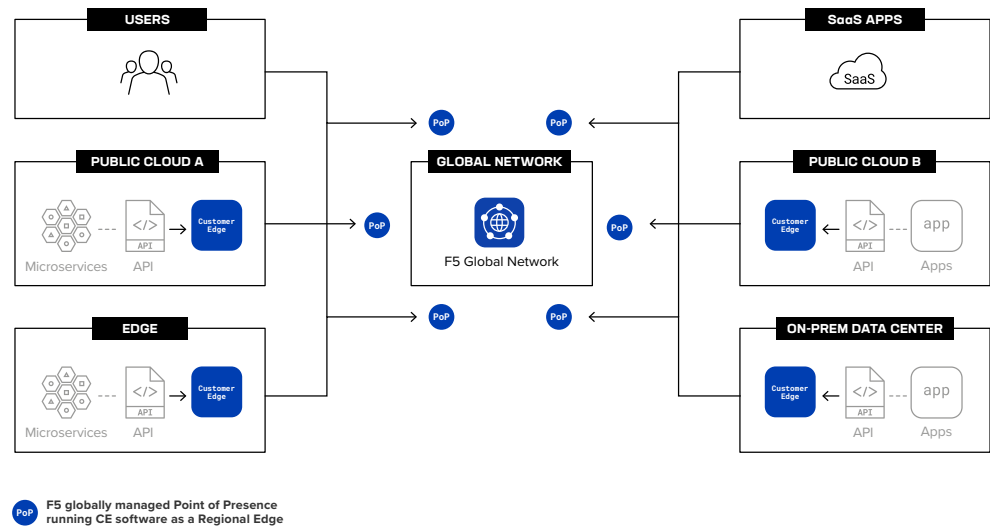 USERS
SaaS APPS
SaaS
PoP
PoP
PUBLIC CLOUD A
GLOBAL NETWORK
PUBLIC CLOUD B
Customer
Edge
</>
API
Microservices
API
PoP
F5 Global Network
PoP
Customer
Edge
</>
API
app
API
Apps
PoP
PoP
EDGE
ON-PREM DATA CENTER
Customer
Edge
</>
API
Microservices
API
Customer
Edge
</>
API
app
API
Apps
PoP
F5 globally managed Point of Presence
running CE software as a Regional Edge